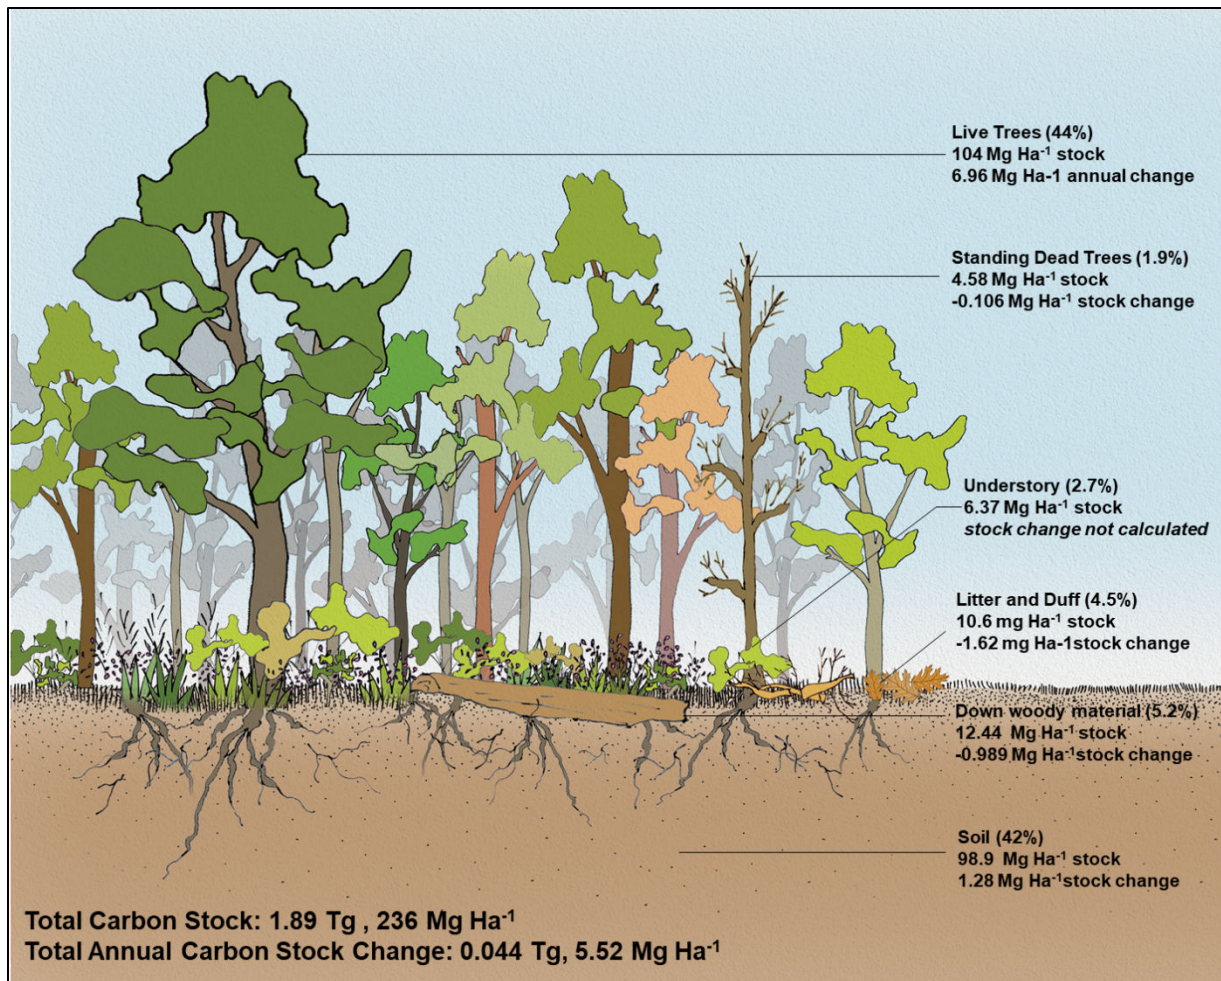 Live Trees (44%)
104 Mg Ha⁻¹ stock
6.96 Mg Ha-1 annual change
Standing Dead Trees (1.9%)
4.58 Mg Ha⁻¹ stock
-0.106 Mg Ha⁻¹ stock change
Understory (2.7%)
6.37 Mg Ha⁻¹ stock
stock change not calculated
Litter and Duff (4.5%)
10.6 mg Ha⁻¹ stock
-1.62 mg Ha-1stock change
Down woody material (5.2%)
12.44 Mg Ha⁻¹ stock
-0.989 Mg Ha⁻¹stock change
Soil (42%)
98.9 Mg Ha⁻¹ stock
1.28 Mg Ha⁻¹stock change
Total Carbon Stock: 1.89 Tg , 236 Mg Ha⁻¹
Total Annual Carbon Stock Change: 0.044 Tg, 5.52 Mg Ha⁻¹